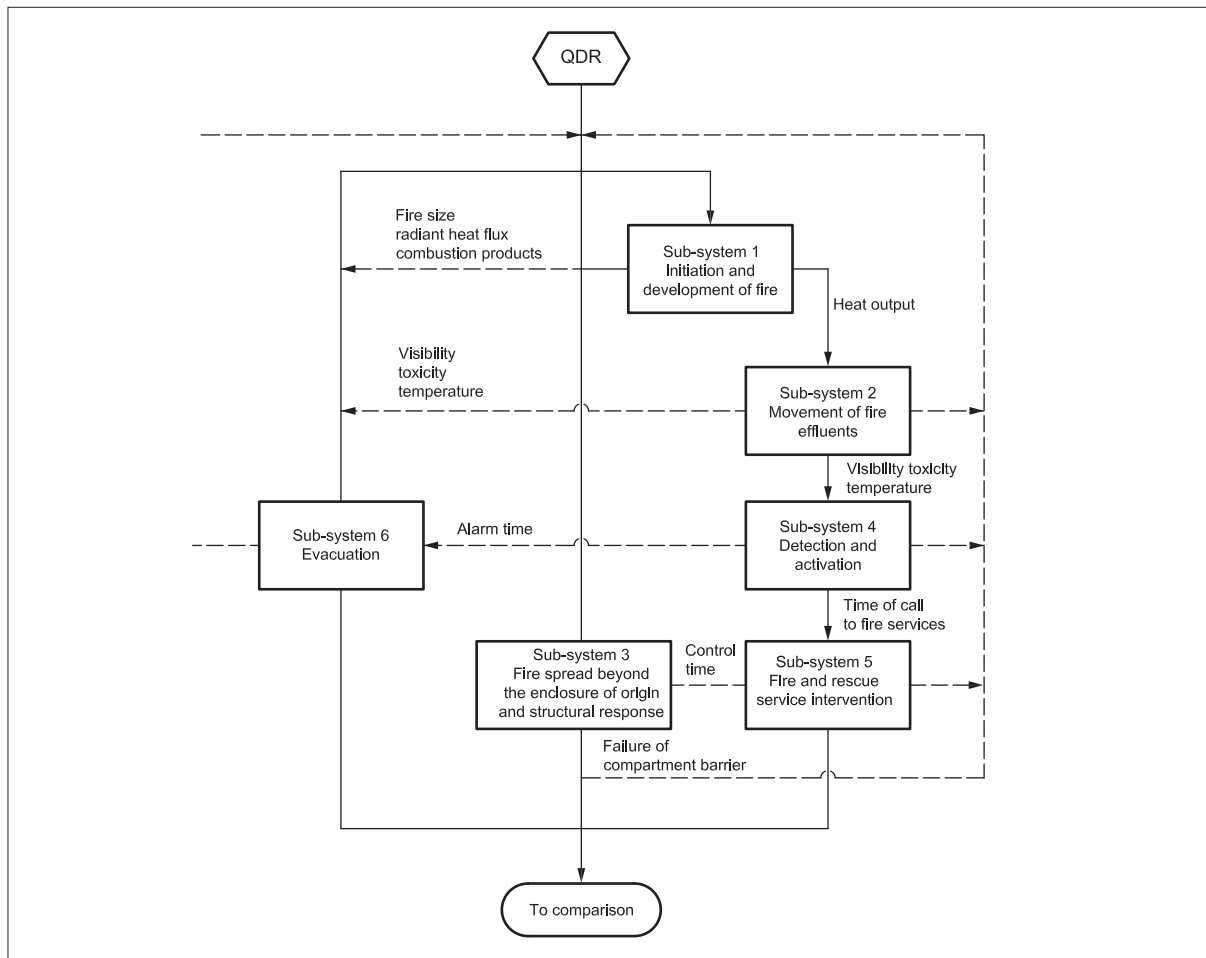 QDR
Fire size
radiant heat flux
combustion products
Sub-system 1
Initiation and
development of fire
Heat output
Visibility
toxicity
temperature
Sub-system 2
Movement of fire
effluents
Visibility toxicity
temperature
Sub-system 6
Evacuation
Alarm time
Sub-system 4
Detection and
activation
Time of call
to fire services
Sub-system 3
Fire spread beyond
the enclosure of origin
and structural response
Control
time
Sub-system 5
Fire and rescue
service intervention
Failure of
compartment barrier
To comparison